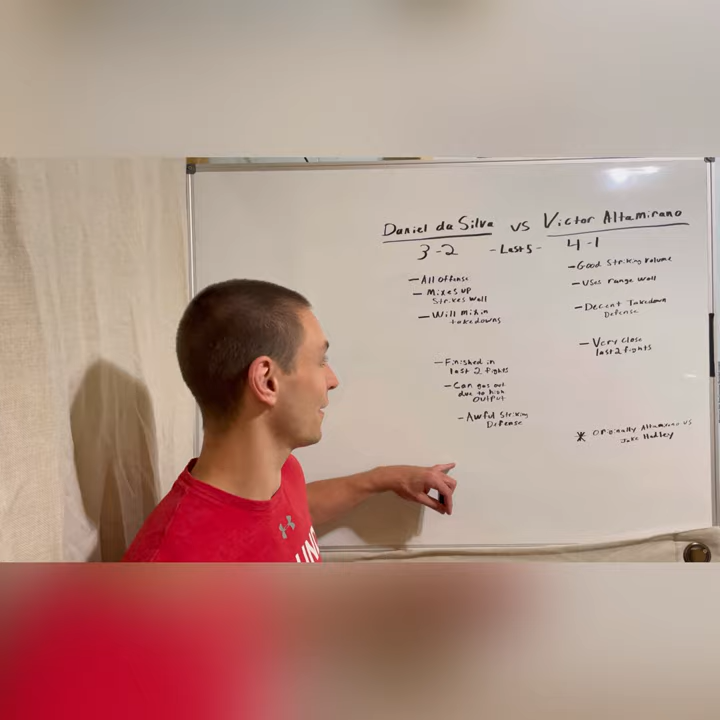 Daniel da Silva vs Victor Altamirano
3-2 -Last 5- 4-1
- All offense
- Mixes up
Strikes Well
- Will mix in
takedowns
- Finished in
last 2 fights
- Can gas out
due to high
output
- Awful Striking
Defense
- Good Striking Volume
- Uses range well
- Decent Takedown
Defense
- Very close
last 2 fights
* Originally Altamirano vs
Jake Hadley
UND